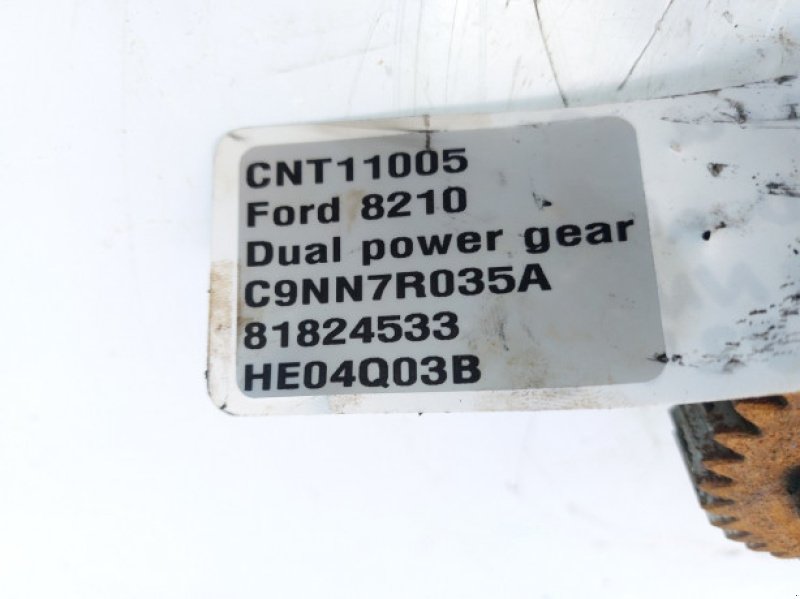 CNT11005
Ford 8210
Dual power gear
C9NN7R035A
81824533
HE04Q03B